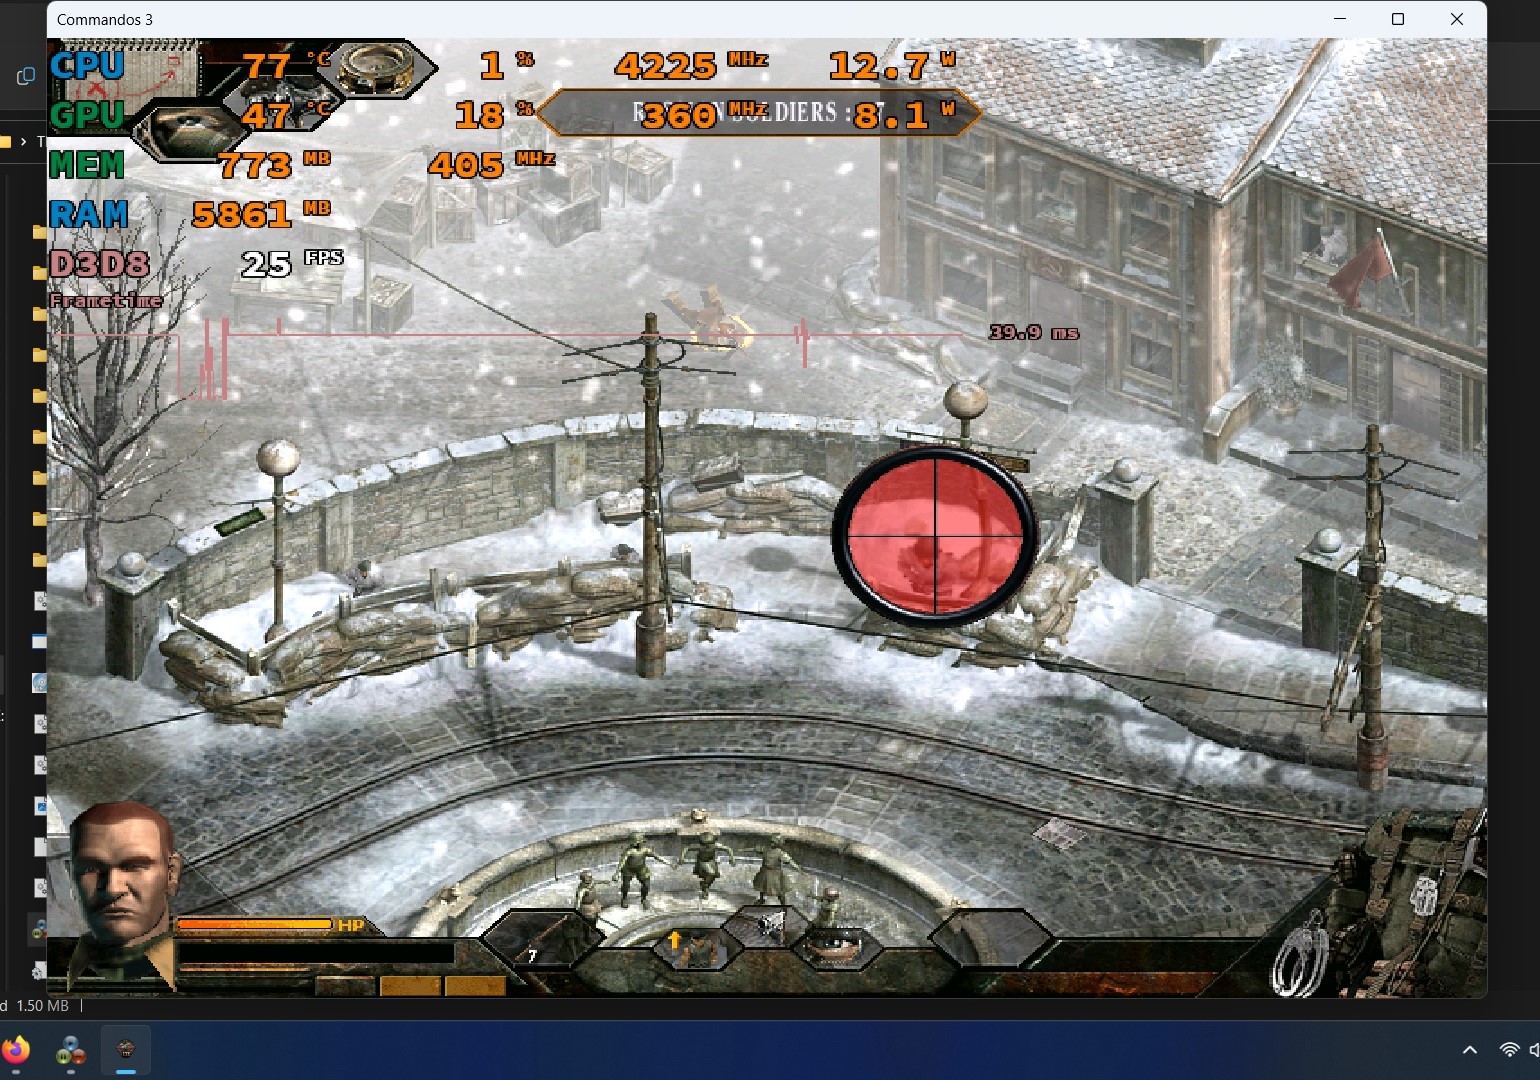 Commandos 3
CPU 77 °C 1 % 4225 MHz 12.7 W
GPU 47 °C 18 % 360 MHz 8.1 W
SOLDIERS :
MEM 773 MB 405 MHz
RAM 5861 MB
D3D8 25 FPS
Frametime
39.9 ms
HP
7
d 1.50 MB